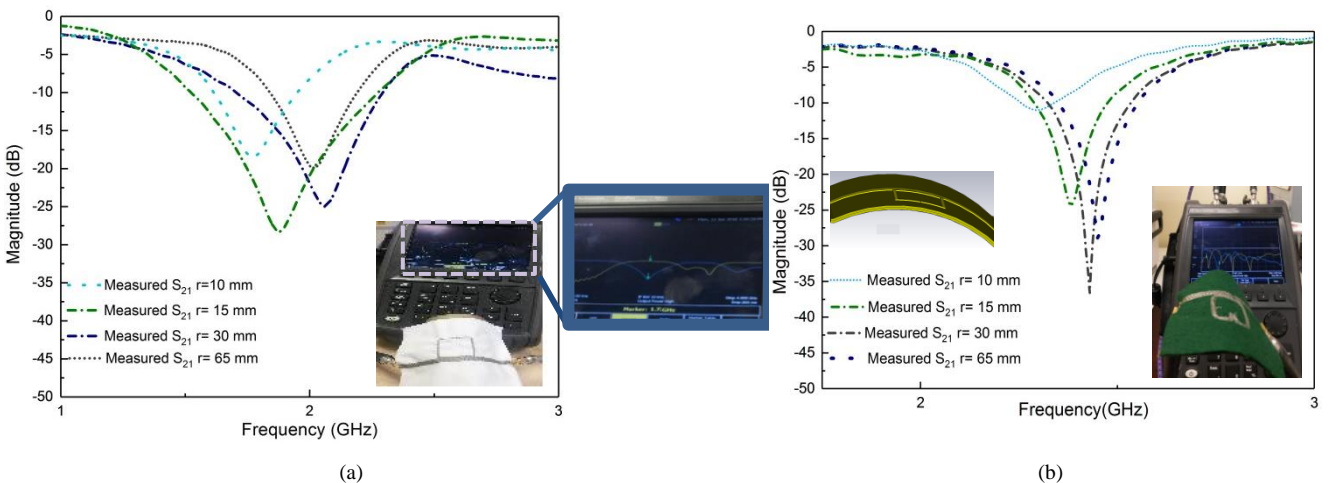 0
-5
-10
-15
-20
-25
-30
-35
-40
-45
-50
Magnitude (dB)
1
2
3
Frequency (GHz)
Measured S21 r=10 mm
Measured S21 r= 15 mm
Measured S21 r= 30 mm
Measured S21 r= 65 mm
Marker: 1.7
(a)
0
-5
-10
-15
-20
-25
-30
-35
-40
-45
-50
Magnitude (dB)
2
3
Frequency(GHz)
Measured S21 r= 10 mm
Measured S21 r= 15 mm
Measured S21 r= 30 mm
Measured S21 r= 65 mm
(b)